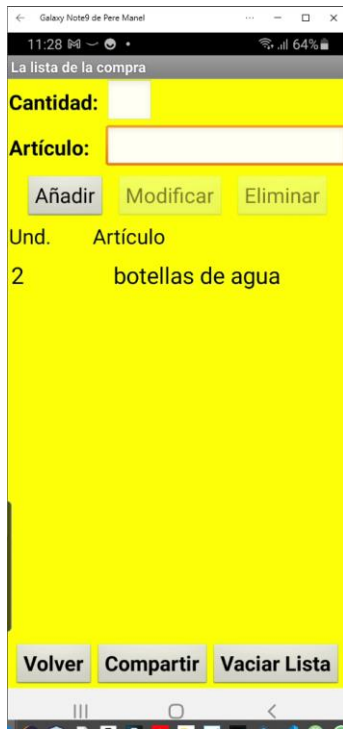 Galaxy Note9 de Pere Manel
11:28 64%
La lista de la compra
Cantidad:
Artículo:
Añadir Modificar Eliminar
Und. Artículo
2 botellas de agua
Volver Compartir Vaciar Lista